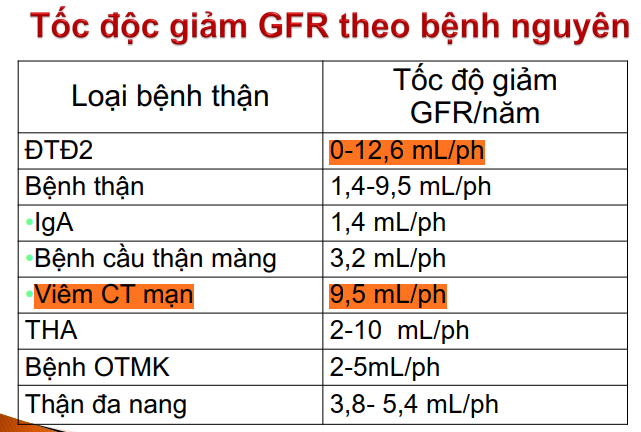 Tốc độc giảm GFR theo bệnh nguyên
Loại bệnh thận
Tốc độ giảm
GFR/năm
ĐTĐ2
0-12,6 mL/ph
Bệnh thận
1,4-9,5 mL/ph
•IgA
1,4 mL/ph
•Bệnh cầu thận màng
3,2 mL/ph
•Viêm CT mạn
9,5 mL/ph
THA
2-10 mL/ph
Bệnh OTMK
2-5mL/ph
Thận đa nang
3,8- 5,4 mL/ph